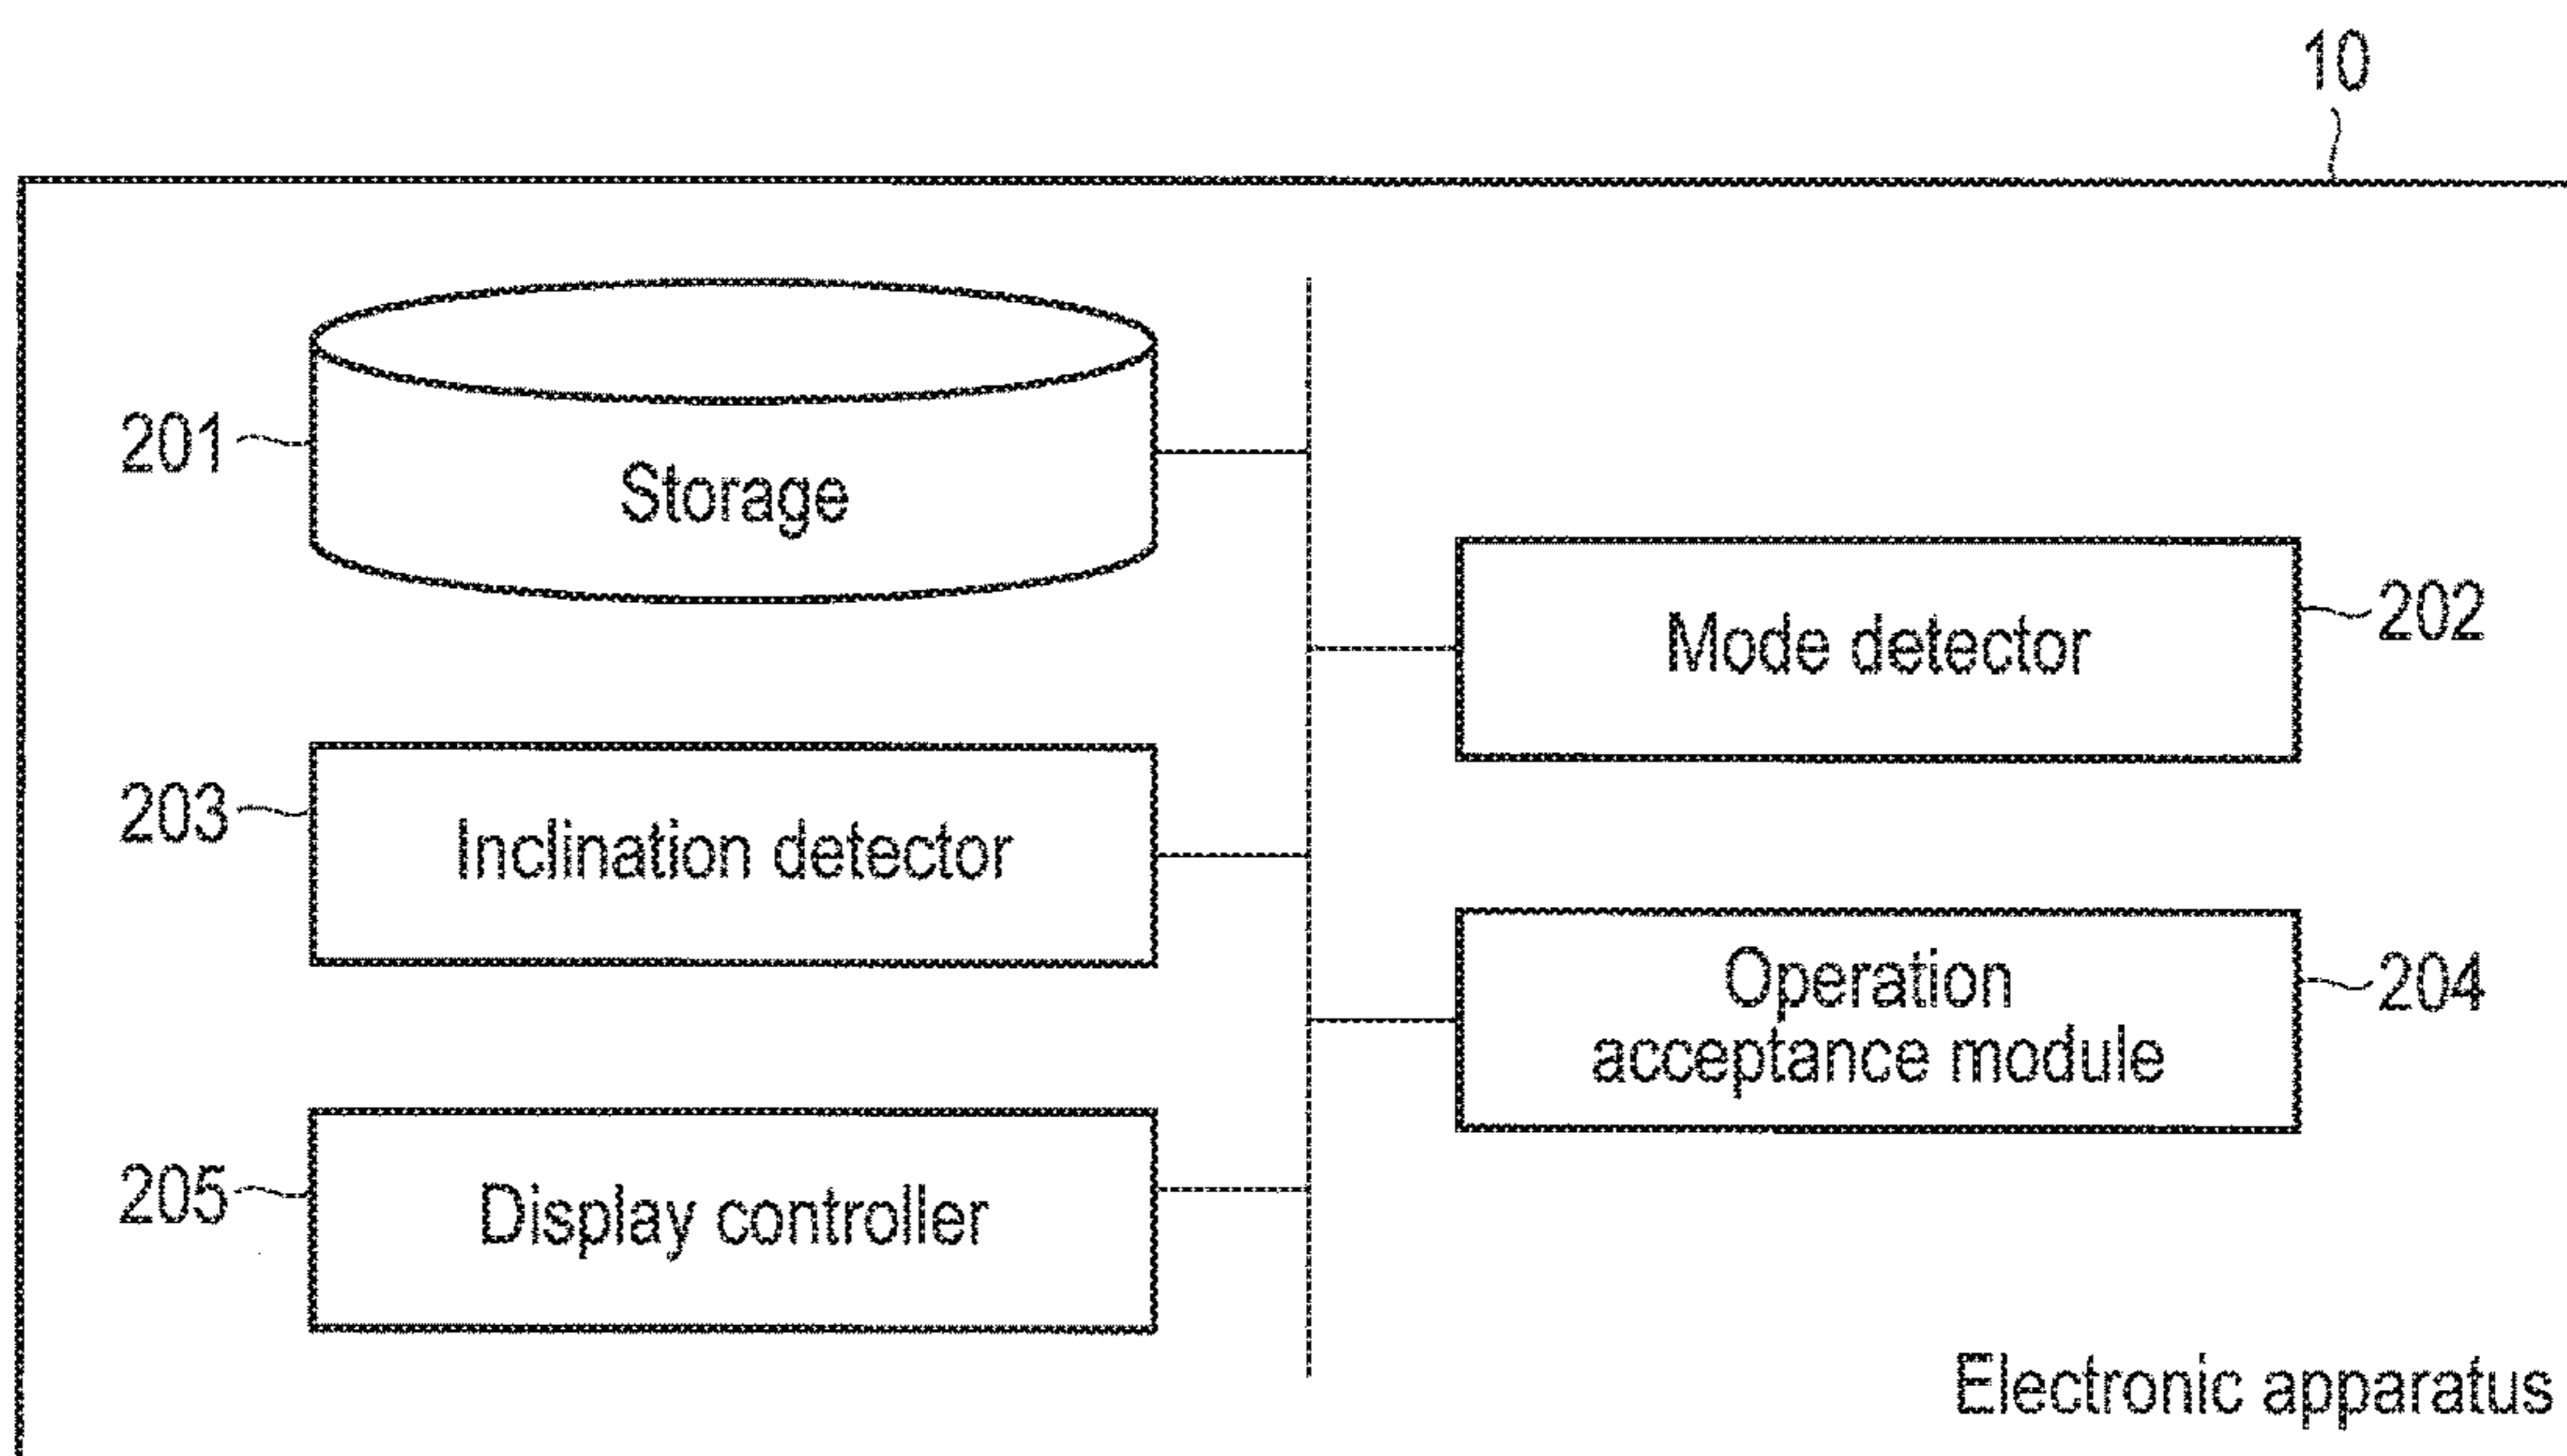 10
201
Storage
Mode detector
202
203
Inclination detector
Operation
acceptance module
204
205
Display controller
Electronic apparatus